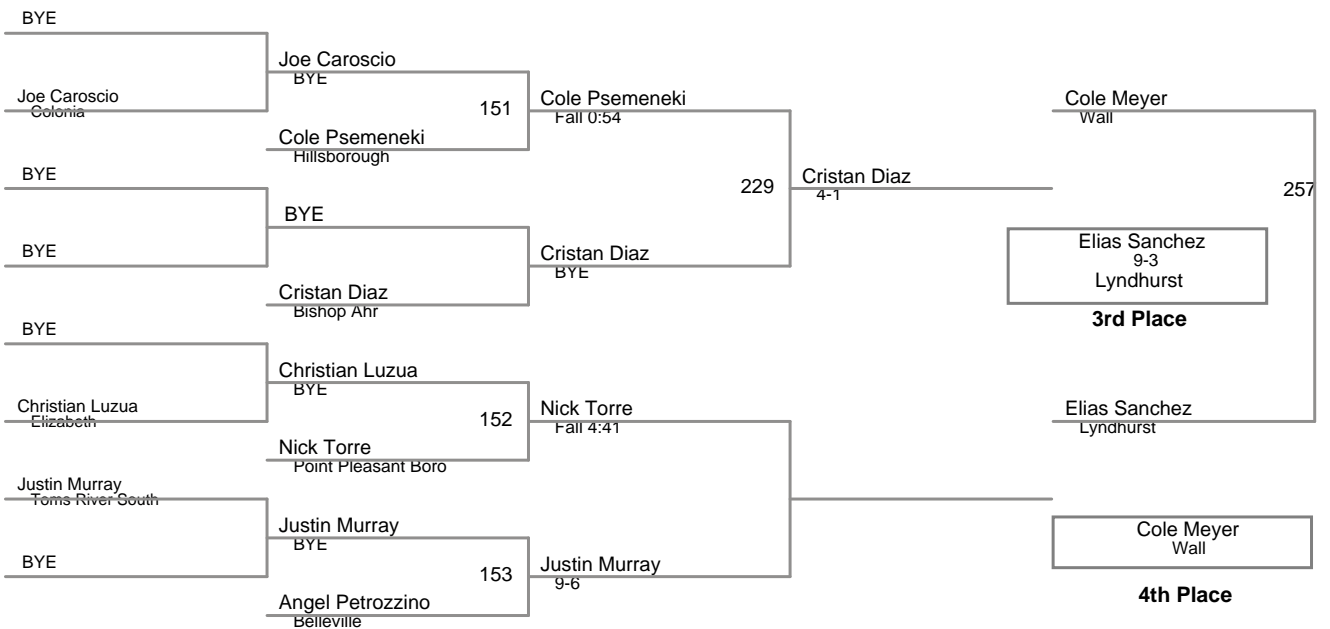 BYE
Joe Caroscio
BYE
Joe Caroscio
Colonia
151
Cole Psemeneki
Fall 0:54
Cole Meyer
Wall
Cole Psemeneki
Hillsborough
BYE
229
Cristan Diaz
4-1
257
BYE
BYE
Cristan Diaz
BYE
Elias Sanchez
9-3
Lyndhurst
Cristan Diaz
Bishop Ahr
3rd Place
BYE
Christian Luzua
BYE
Christian Luzua
Elizabeth
152
Nick Torre
Fall 4:41
Elias Sanchez
Lyndhurst
Nick Torre
Point Pleasant Boro
Justin Murray
Toms River South
Justin Murray
BYE
Cole Meyer
Wall
BYE
153
Justin Murray
9-6
Angel Petrozzino
Belleville
4th Place